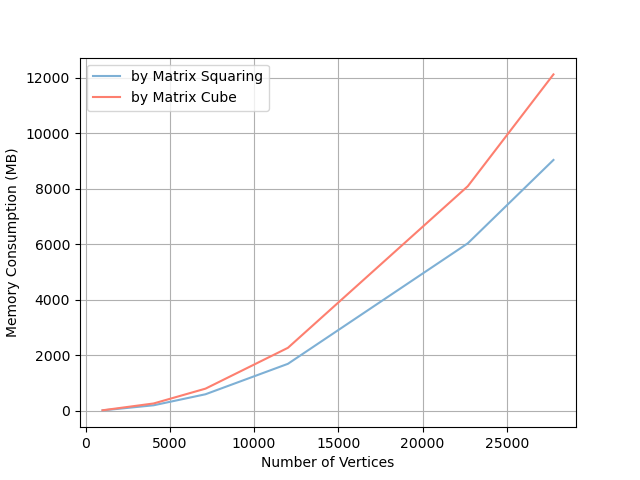 by Matrix Squaring
by Matrix Cube
12000
10000
8000
6000
4000
2000
0
Memory Consumption (MB)
0 5000 10000 15000 20000 25000
Number of Vertices